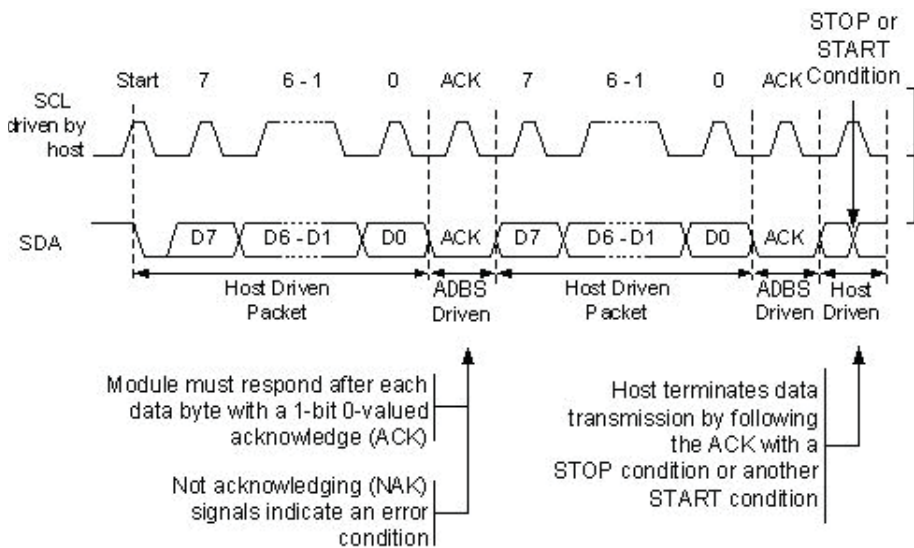 STOP or
START
Condition
Start 7 6 - 1 0 ACK 7 6 - 1 0 ACK
SCL
driven by
host
SDA
D7 D6 - D1 D0 ACK D7 D6 - D1 D0 ACK
Host Driven
Packet
ADBS
Driven
Host Driven
Packet
ADBS
Driven
Host
Driven
Module must respond after each
data byte with a 1-bit 0-valued
acknowledge (ACK)
Not acknowledging (NAK)
signals indicate an error
condition
Host terminates data
transmission by following
the ACK with a
STOP condition or another
START condition